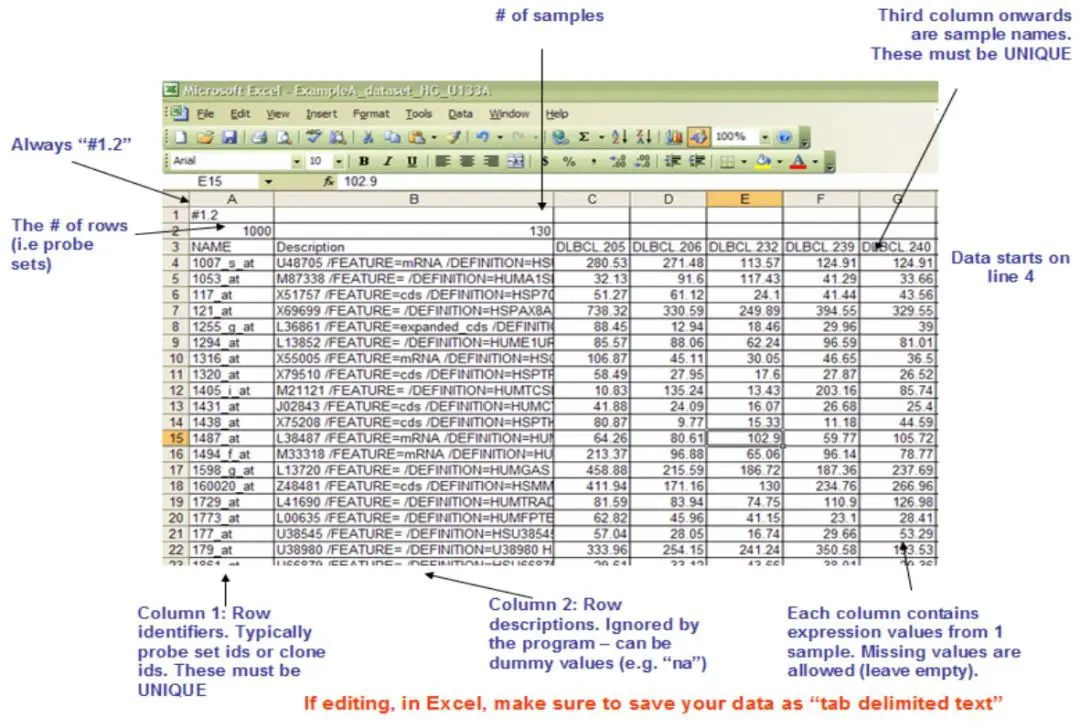 # of samples
Third column onwards
are sample names.
These must be UNIQUE
Microsoft Excel - ExampleA_dataset_HG_U133A
File Edit View Insert Format Tools Data Window Help
100%
Always “#1.2”
Arial 10 B I U $ % ,
E15 fx 102.9
A B C D E F G
1 #1.2
The # of rows
(i.e probe
sets)
2 1000 130
3 NAME Description DLBCL.205 DLBCL.206 DLBCL.232 DLBCL.239 DLBCL.240
Data starts on
line 4
4 1007_s_at U48705 /FEATURE=mRNA /DEFINITION=HSU 280.53 271.48 113.57 124.91 124.91
5 1053_at M87338 /FEATURE= /DEFINITION=HUMA1SI 32.13 91.6 117.43 41.29 33.66
6 117_at X51757 /FEATURE=cds /DEFINITION=HSP70 51.27 61.12 24.1 41.44 43.56
7 121_at X69699 /FEATURE= /DEFINITION=HSPAX8A 738.32 330.59 249.89 394.55 329.55
8 1255_g_at L36861 /FEATURE=expanded_cds /DEFINITI 88.45 12.94 18.46 29.96 39
9 1294_at L13852 /FEATURE= /DEFINITION=HUME1UR 85.57 88.06 62.24 96.59 81.01
10 1316_at X55005 /FEATURE=mRNA /DEFINITION=HSC 106.87 45.11 30.05 46.65 36.5
11 1320_at X79510 /FEATURE=cds /DEFINITION=HSPTP 58.49 27.95 17.6 27.87 26.52
12 1405_i_at M21121 /FEATURE= /DEFINITION=HUMTCSI 10.83 135.24 13.43 203.16 85.74
13 1431_at J02843 /FEATURE=cds /DEFINITION=HUMC 41.88 24.09 16.07 26.68 25.4
14 1438_at X75208 /FEATURE=cds /DEFINITION=HSPTK 80.87 9.77 15.33 11.18 44.59
15 1487_at L38487 /FEATURE=mRNA /DEFINITION=HUM 64.26 80.61 102.9 59.77 105.72
16 1494_f_at M33318 /FEATURE=mRNA /DEFINITION=HU 213.37 96.88 65.06 96.14 78.77
17 1598_g_at L13720 /FEATURE= /DEFINITION=HUMGAS 458.88 215.59 186.72 187.36 237.69
18 160020_at Z48481 /FEATURE=cds /DEFINITION=HSMM 411.94 171.16 130 234.76 266.96
19 1729_at L41690 /FEATURE= /DEFINITION=HUMTRAD 81.59 83.94 74.75 110.9 126.98
20 1773_at L00635 /FEATURE= /DEFINITION=HUMFPTE 62.82 45.96 41.15 23.1 28.41
21 177_at U38545 /FEATURE= /DEFINITION=HSU3854 57.04 28.05 16.74 29.66 53.29
22 179_at U38980 /FEATURE= /DEFINITION=U38980 H 333.96 254.15 241.24 350.58
Column 1: Row
identifiers. Typically
probe set ids or clone
ids. These must be
UNIQUE
Column 2: Row
descriptions. Ignored by
the program – can be
dummy values (e.g. “na”)
Each column contains
expression values from 1
sample. Missing values are
allowed (leave empty).
If editing, in Excel, make sure to save your data as “tab delimited text”